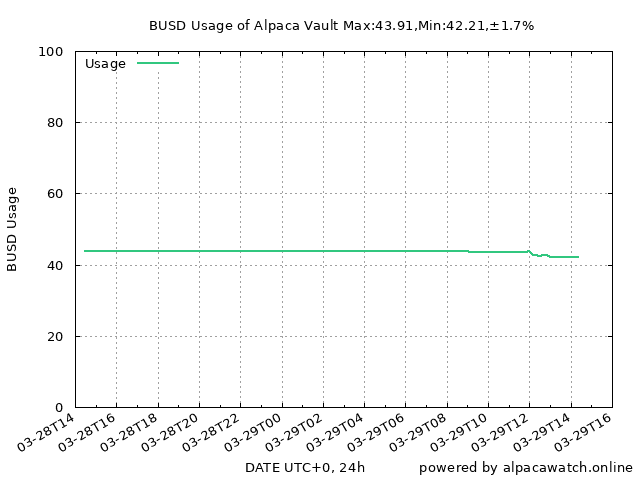 BUSD Usage of Alpaca Vault Max:43.91,Min:42.21,±1.7%
Usage
100
80
60
40
20
0
BUSD Usage
03-28T14
03-28T16
03-28T18
03-28T20
03-28T22
03-29T00
03-29T02
03-29T04
03-29T06
03-29T08
03-29T10
03-29T12
03-29T14
03-29T16
DATE UTC+0, 24h
powered by alpacawatch.online